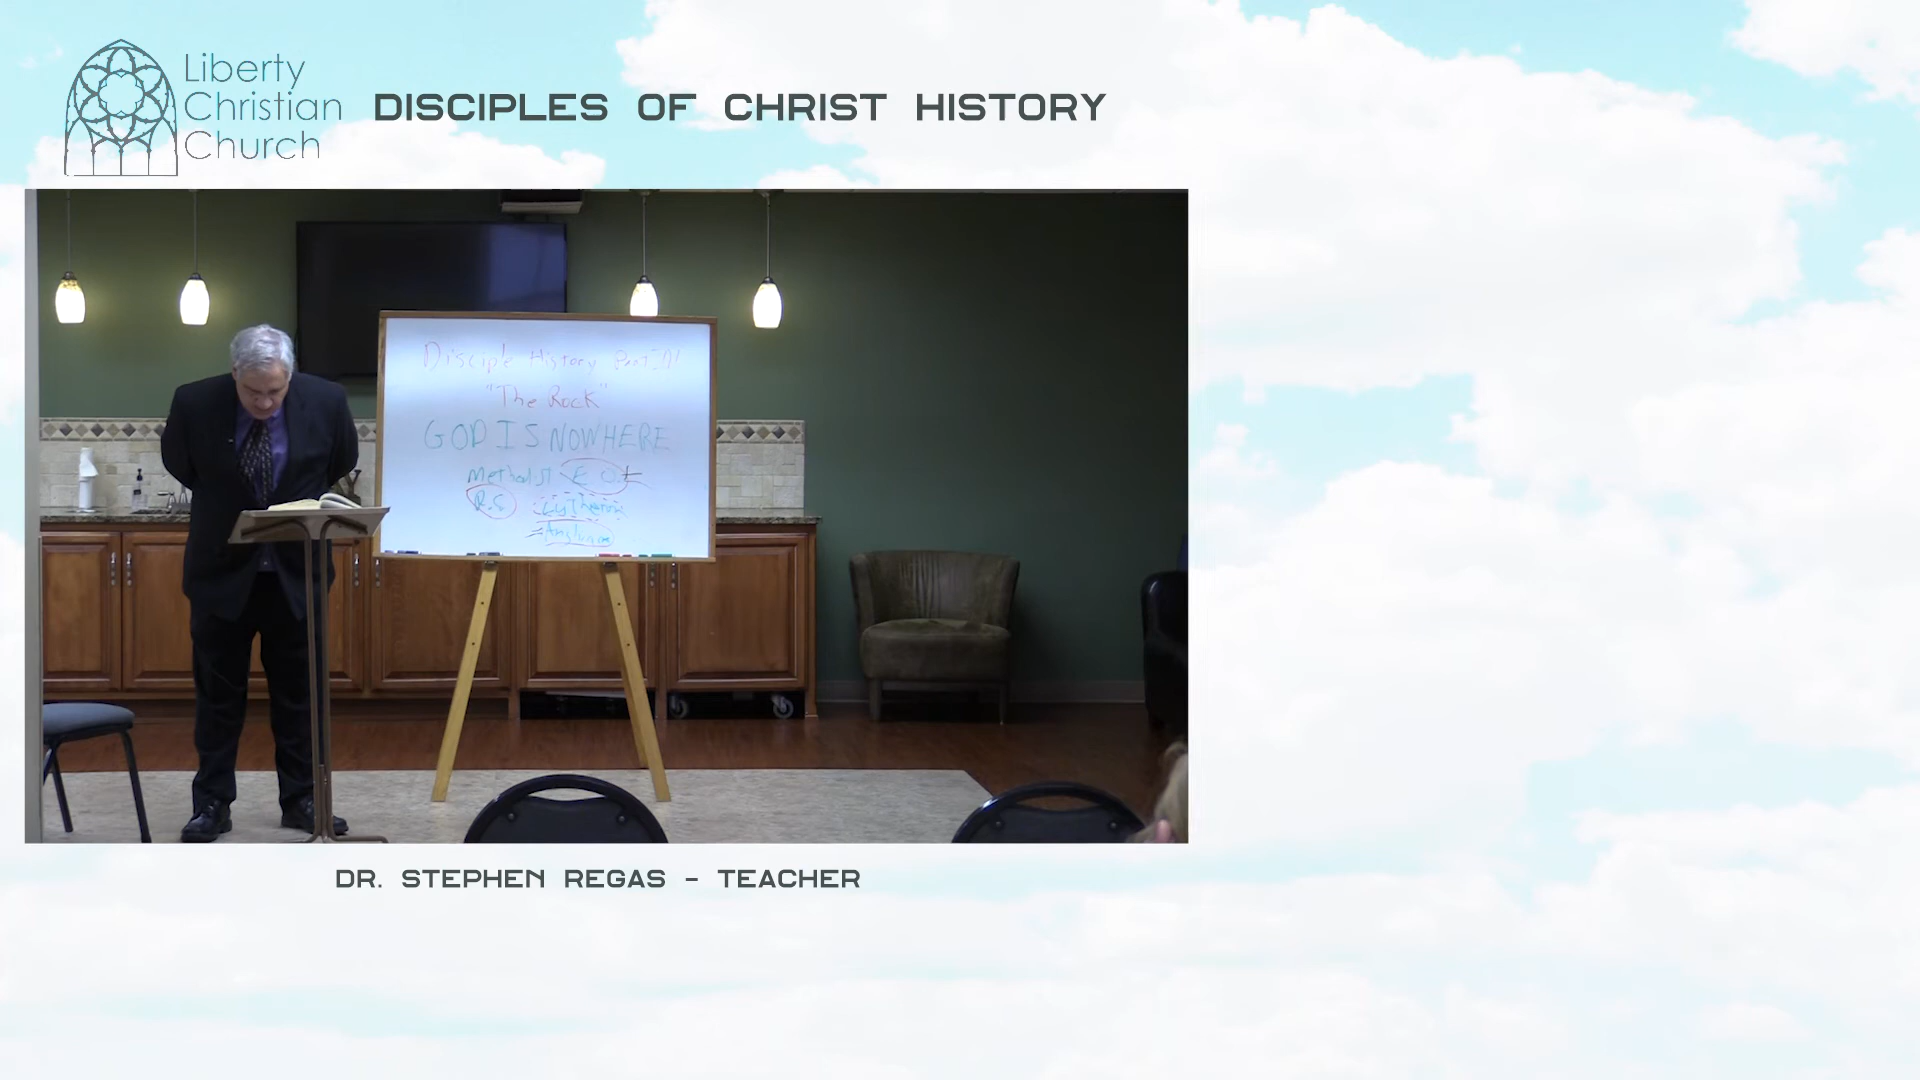 Liberty
Christian
Church
DISCIPLES OF CHRIST HISTORY
Disciple History Part
"The Rock"
GOD IS NOWHERE
Methodist E. O.
R.C
DR. STEPHEN REGAS - TEACHER